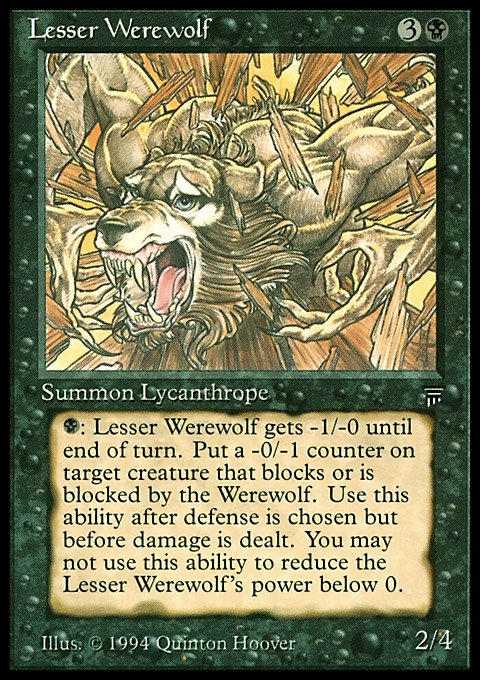 Lesser Werewolf 3
Summon Lycanthrope
: Lesser Werewolf gets -1/-0 until
end of turn. Put a -0/-1 counter on
target creature that blocks or is
blocked by the Werewolf. Use this
ability after defense is chosen but
before damage is dealt. You may
not use this ability to reduce the
Lesser Werewolf's power below 0.
Illus. © 1994 Quinton Hoover 2/4